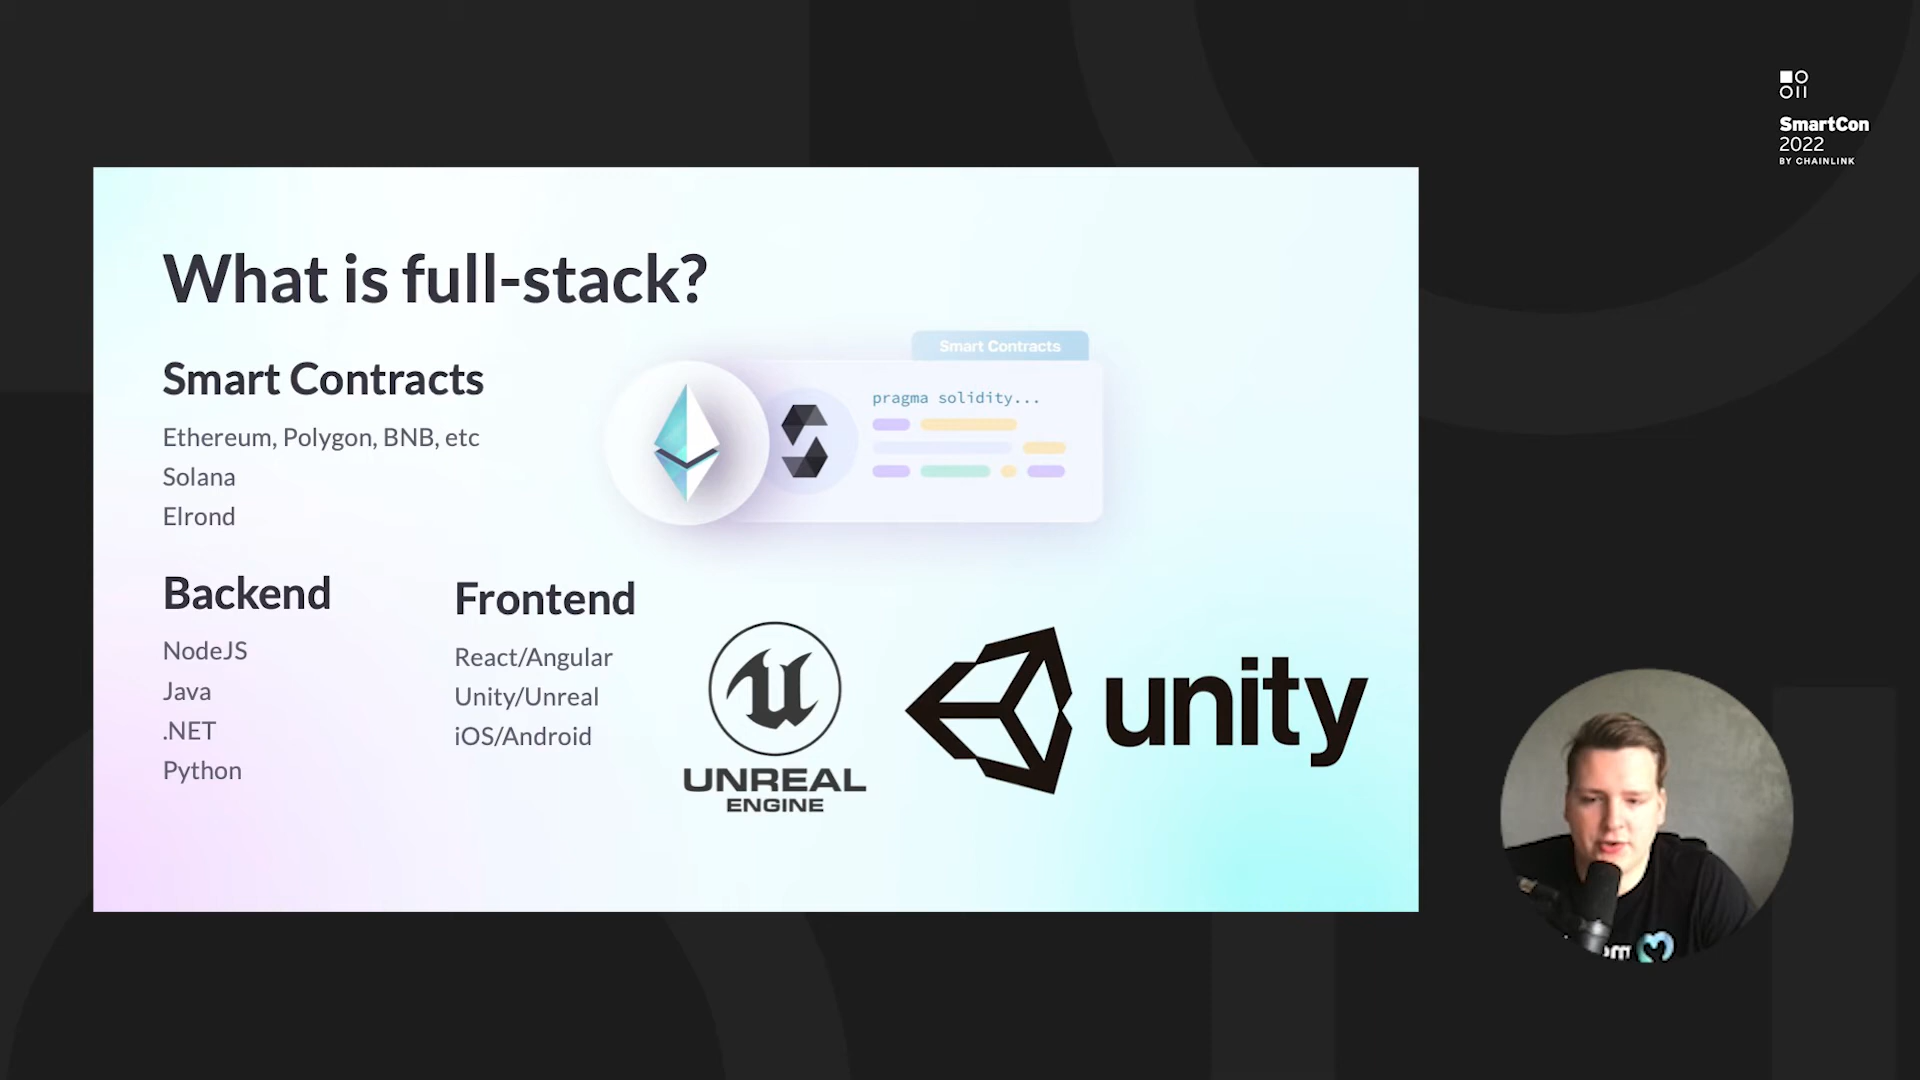 SmartCon
2022
BY CHAINLINK
What is full-stack?
Smart Contracts
Ethereum, Polygon, BNB, etc
Solana
Elrond
Smart Contracts
pragma solidity...
Backend
NodeJS
Java
.NET
Python
Frontend
React/Angular
Unity/Unreal
iOS/Android
UNREAL
ENGINE
unity